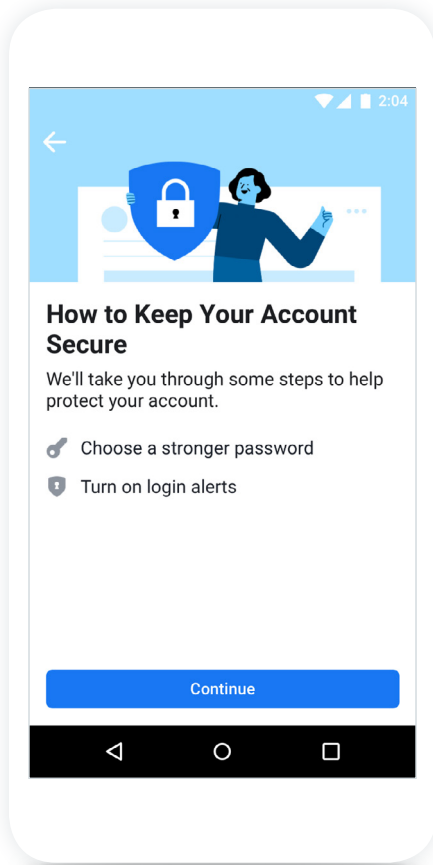 2:04
How to Keep Your Account
Secure
We'll take you through some steps to help
protect your account.
Choose a stronger password
Turn on login alerts
Continue